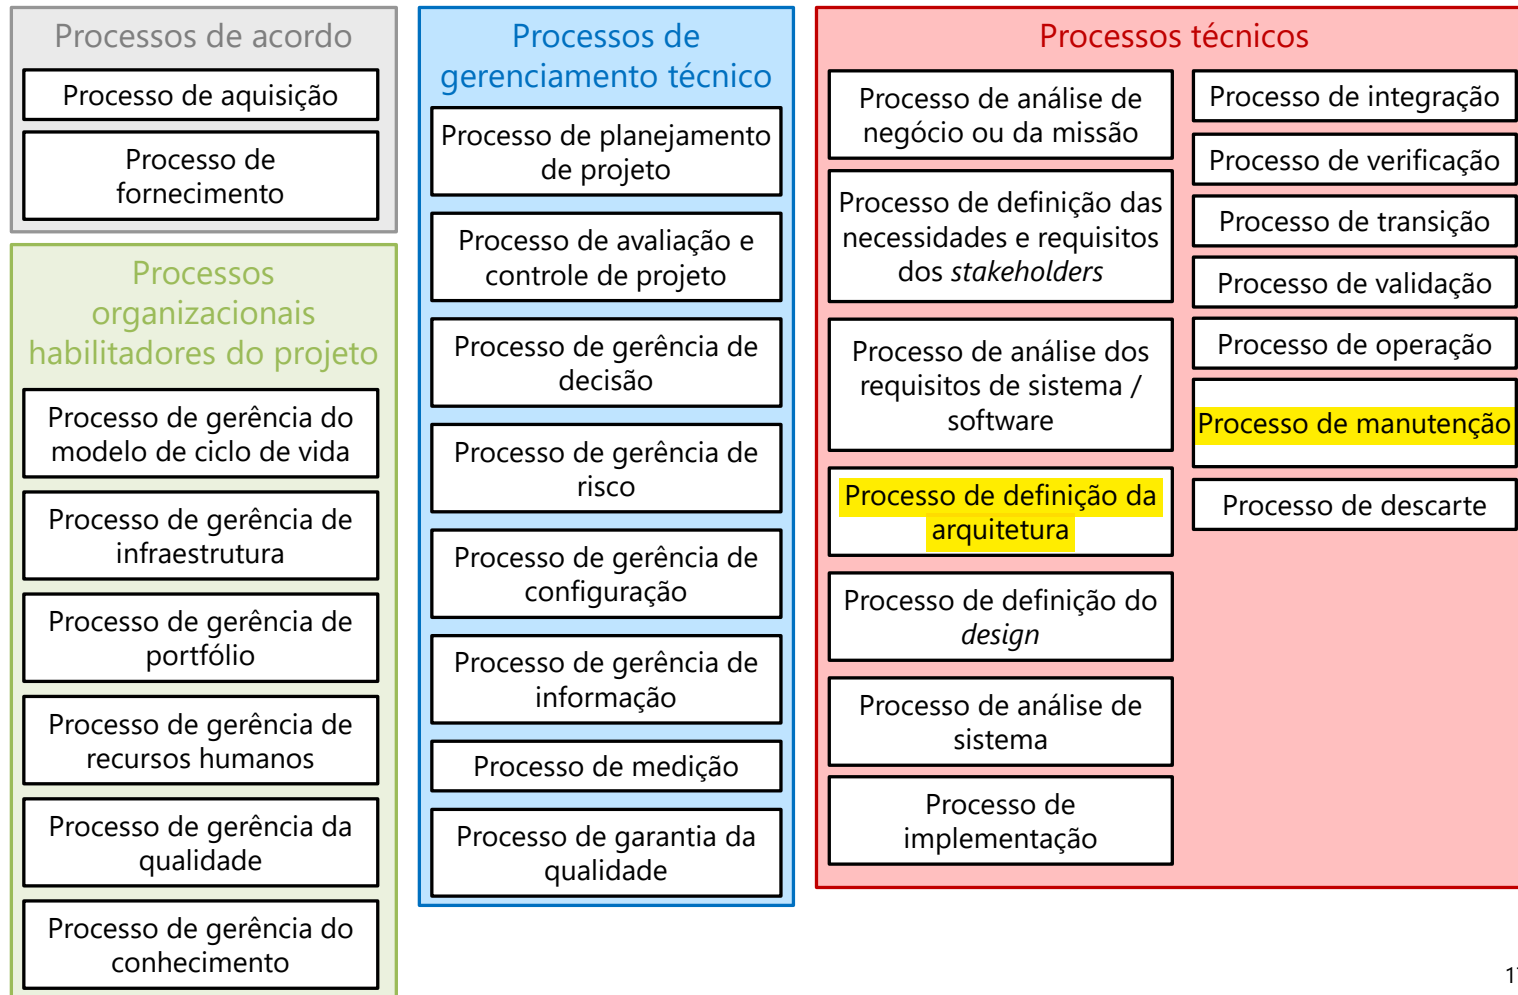 Processos de acordo
Processo de aquisição
Processo de
fornecimento
Processos
organizacionais
habilitadores do projeto
Processo de gerência do
modelo de ciclo de vida
Processo de gerência de
infraestrutura
Processo de gerência de
portfólio
Processo de gerência de
recursos humanos
Processo de gerência da
qualidade
Processo de gerência do
conhecimento
Processos de
gerenciamento técnico
Processo de planejamento
de projeto
Processo de avaliação e
controle de projeto
Processo de gerência de
decisão
Processo de gerência de
risco
Processo de gerência de
configuração
Processo de gerência de
informação
Processo de medição
Processo de garantia da
qualidade
Processos técnicos
Processo de análise de
negócio ou da missão
Processo de definição das
necessidades e requisitos
dos stakeholders
Processo de análise dos
requisitos de sistema /
software
Processo de definição da
arquitetura
Processo de definição do
design
Processo de análise de
sistema
Processo de
implementação
Processo de integração
Processo de verificação
Processo de transição
Processo de validação
Processo de operação
Processo de manutenção
Processo de descarte